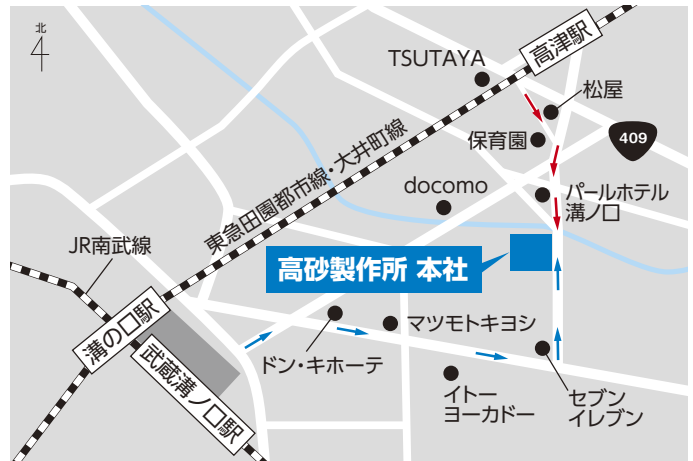 北
高津駅
TSUTAYA
松屋
保育園
409
東急田園都市線・大井町線
docomo
パールホテル
溝ノ口
JR南武線
高砂製作所 本社
溝の口駅
マツモトキヨシ
ドン・キホーテ
武蔵溝ノ口駅
イトー
ヨーカドー
セブン
イレブン